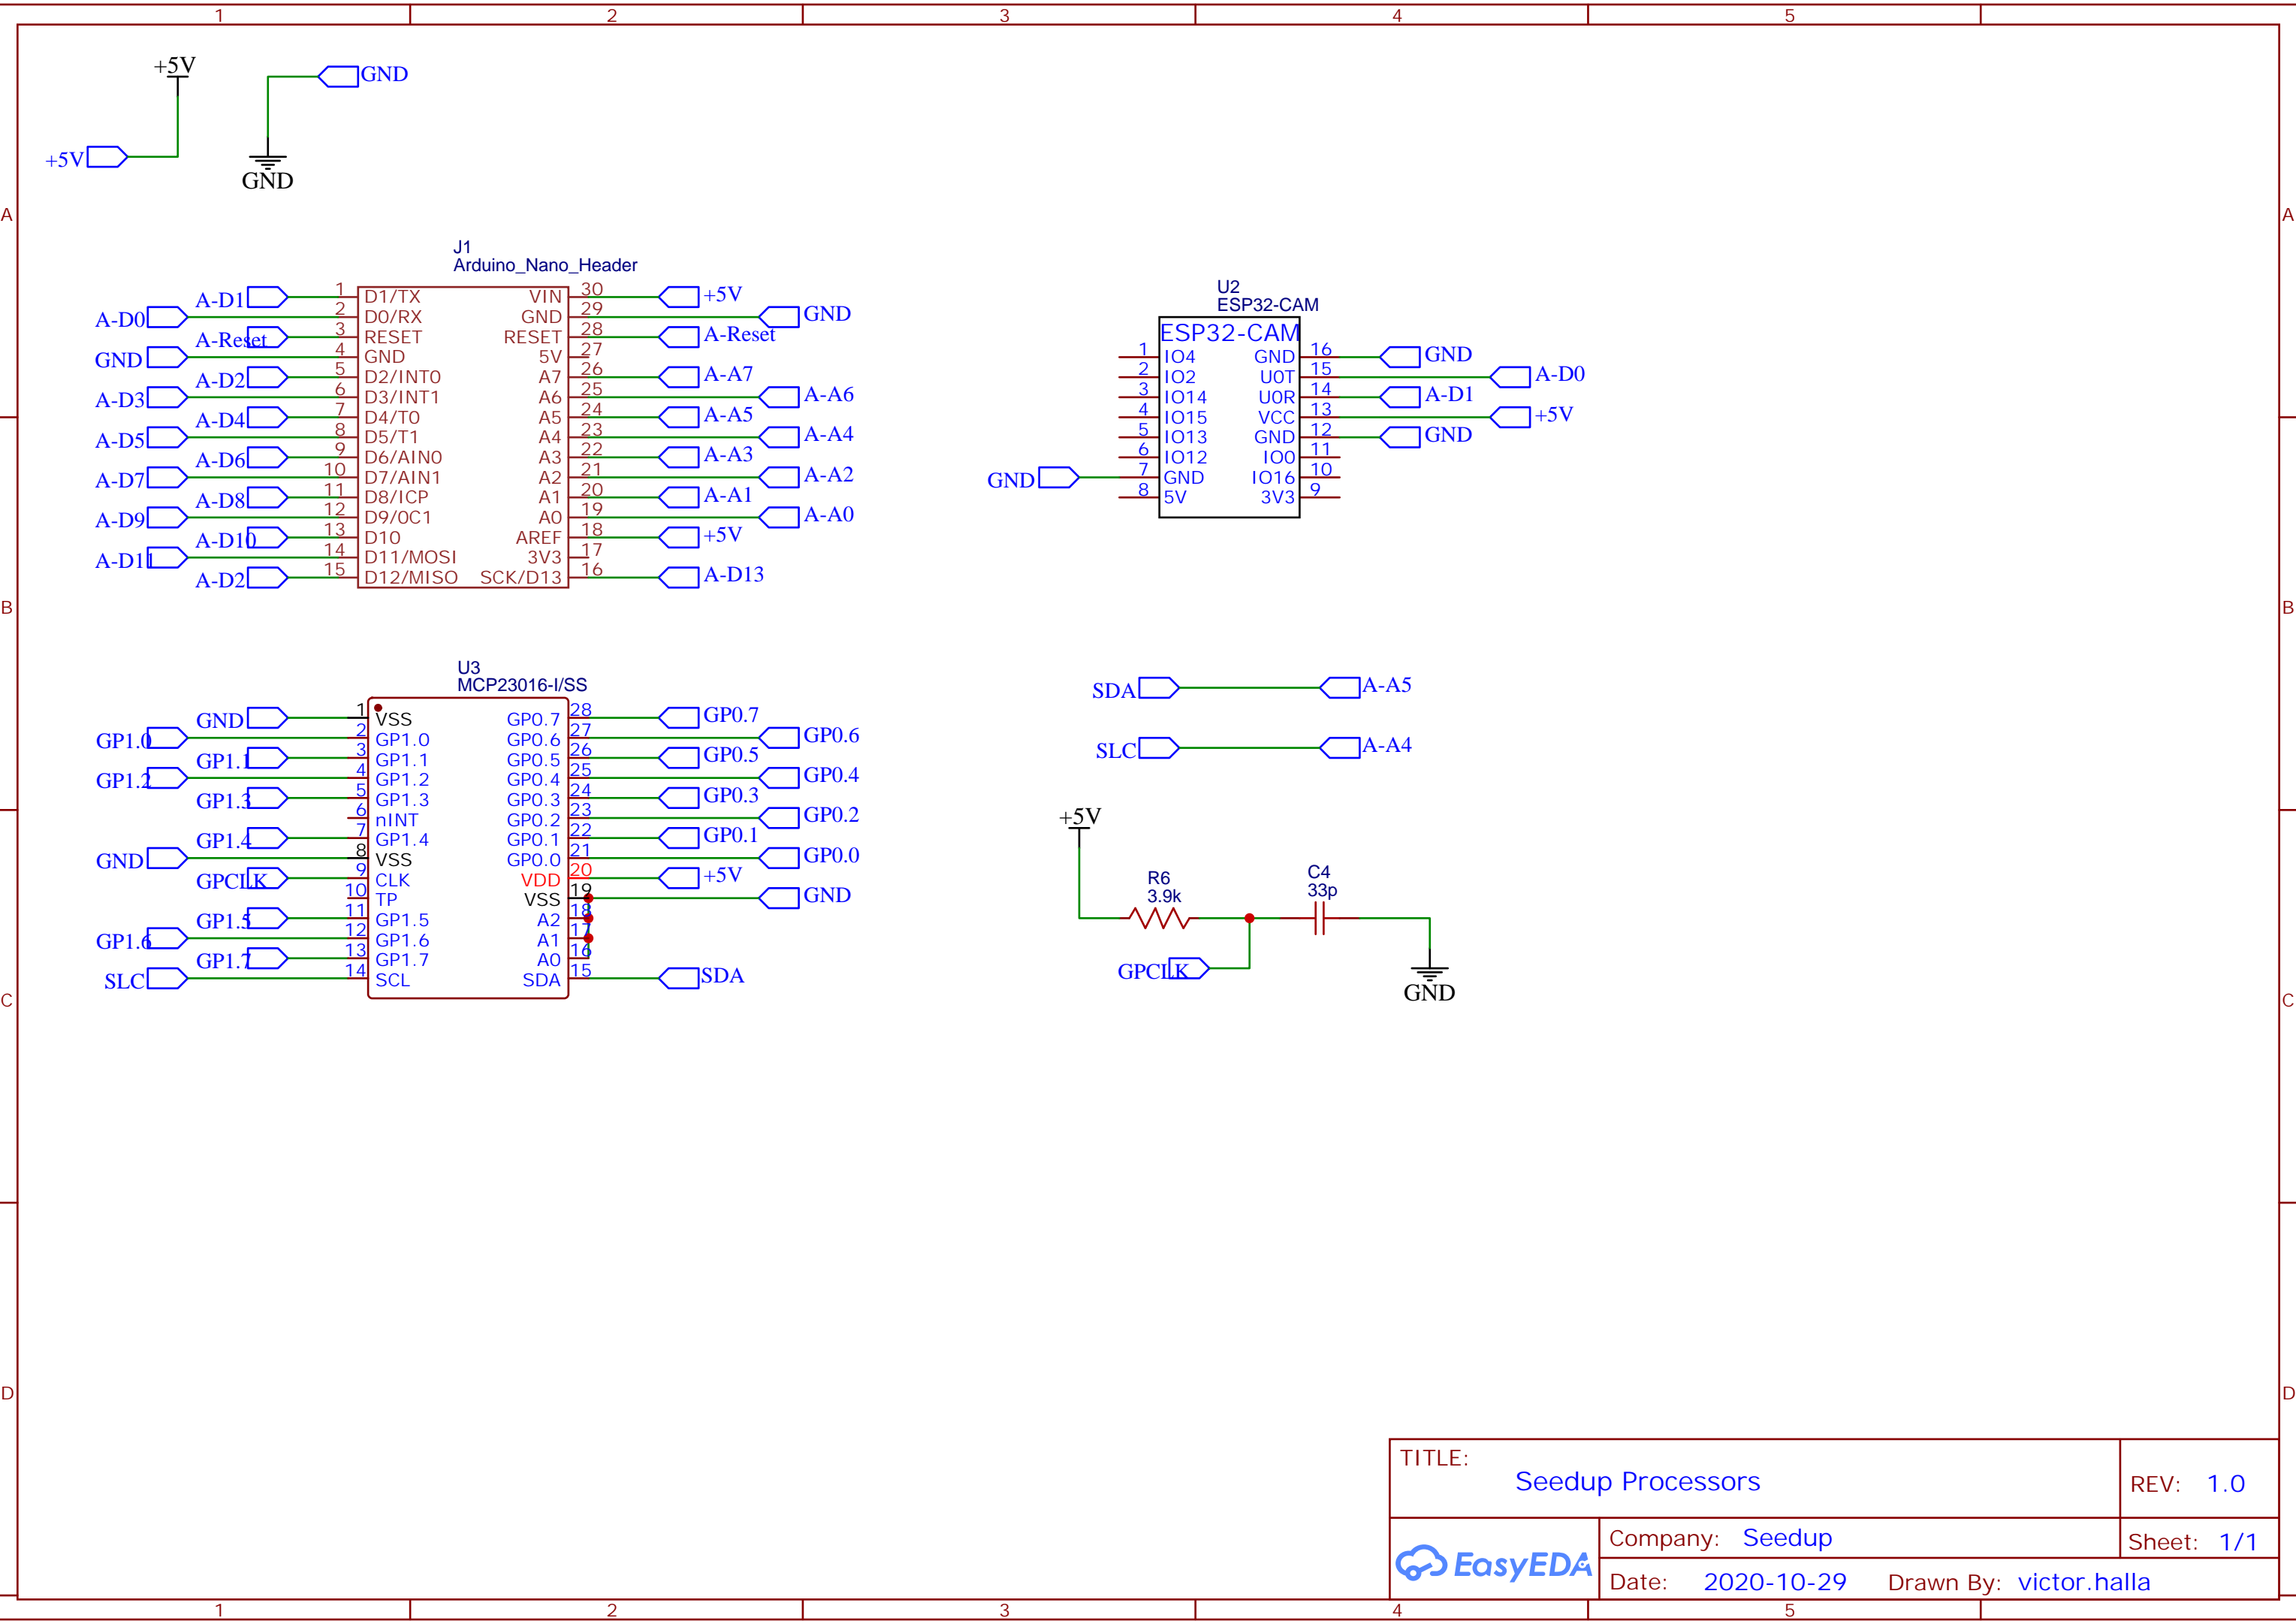 1 2 3 4 5
+5V
GND
+5V
GND
A A
J1
Arduino_Nano_Header
A-D1 1 D1/TX VIN 30 +5V
A-D0 2 D0/RX GND 29 GND
A-Reset 3 RESET RESET 28 A-Reset
GND 4 GND 5V 27
A-D2 5 D2/INT0 A7 26 A-A7
A-D3 6 D3/INT1 A6 25 A-A6
A-D4 7 D4/T0 A5 24 A-A5
A-D5 8 D5/T1 A4 23 A-A4
A-D6 9 D6/AIN0 A3 22 A-A3
A-D7 10 D7/AIN1 A2 21 A-A2
A-D8 11 D8/ICP A1 20 A-A1
A-D9 12 D9/0C1 A0 19 A-A0
A-D10 13 D10 AREF 18 +5V
A-D11 14 D11/MOSI 3V3 17
A-D2 15 D12/MISO SCK/D13 16 A-D13
U2
ESP32-CAM
ESP32-CAM
1 IO4 GND 16 GND
2 IO2 U0T 15 A-D0
3 IO14 U0R 14 A-D1
4 IO15 VCC 13 +5V
5 IO13 GND 12 GND
6 IO12 IO0 11
GND 7 GND IO16 10
8 5V 3V3 9
B B
U3
MCP23016-I/SS
GND 1 VSS GP0.7 28 GP0.7
GP1.0 2 GP1.0 GP0.6 27 GP0.6
GP1.1 3 GP1.1 GP0.5 26 GP0.5
GP1.2 4 GP1.2 GP0.4 25 GP0.4
GP1.3 5 GP1.3 GP0.3 24 GP0.3
6 nINT GP0.2 23 GP0.2
GP1.4 7 GP1.4 GP0.1 22 GP0.1
GND 8 VSS GP0.0 21 GP0.0
GPCLK 9 CLK VDD 20 +5V
10 TP VSS 19 GND
GP1.5 11 GP1.5 A2 18
GP1.6 12 GP1.6 A1 17
GP1.7 13 GP1.7 A0 16
SLC 14 SCL SDA 15 SDA
SDA A-A5
SLC A-A4
+5V
R6
3.9k
C4
33p
GPCLK
GND
C C
D D
TITLE:
Seedup Processors
REV: 1.0
EasyEDA
Company: Seedup
Sheet: 1/1
Date: 2020-10-29 Drawn By: victor.halla
1 2 3 4 5